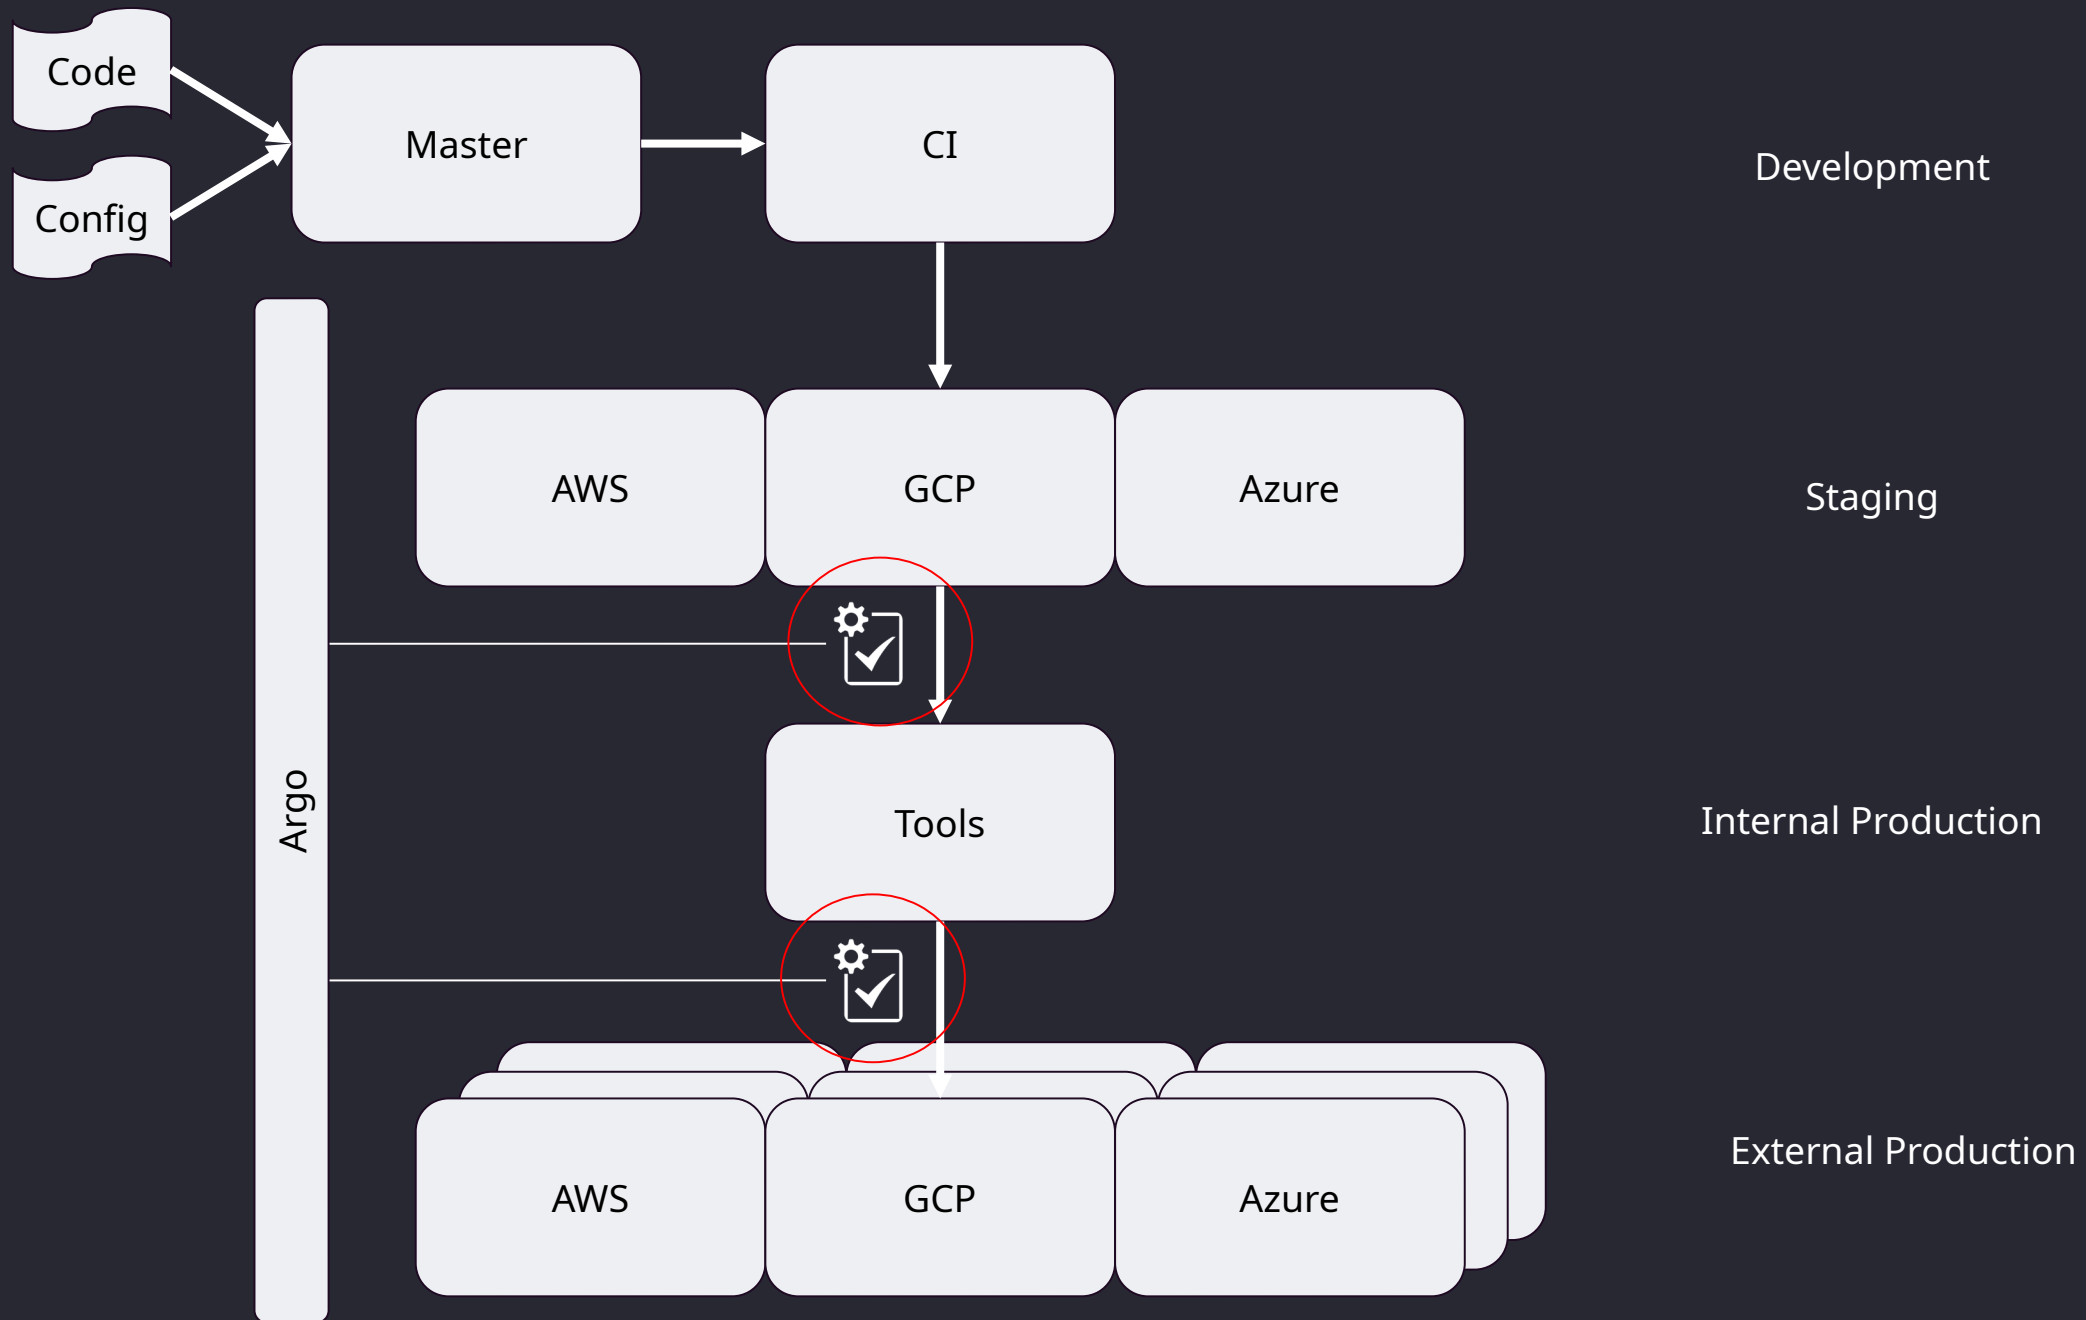 Code
Config
Master
CI
Development
AWS
GCP
Azure
Staging
Argo
Tools
Internal Production
AWS
GCP
Azure
External Production